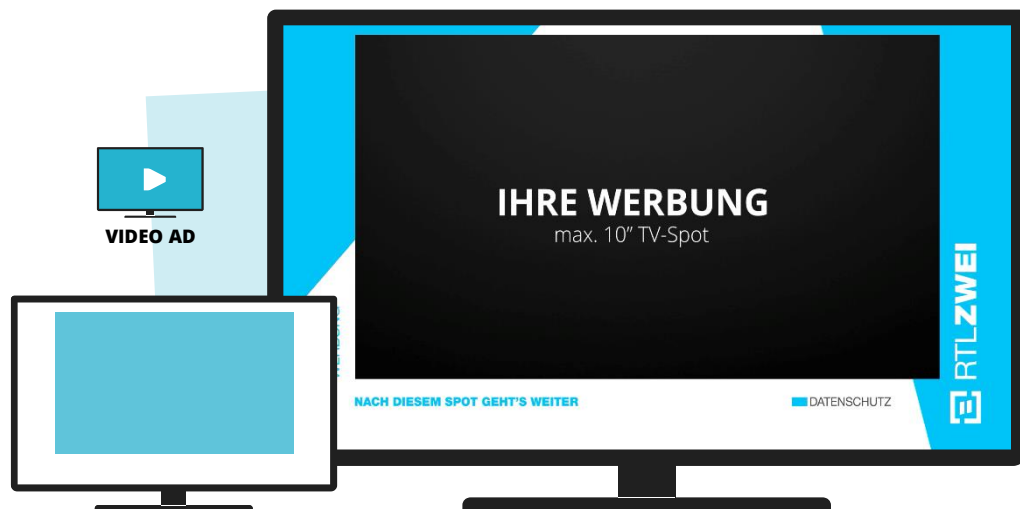 IHRE WERBUNG
max. 10” TV-Spot
VIDEO AD
RTLZWEI
NACH DIESEM SPOT GEHT'S WEITER
DATENSCHUTZ